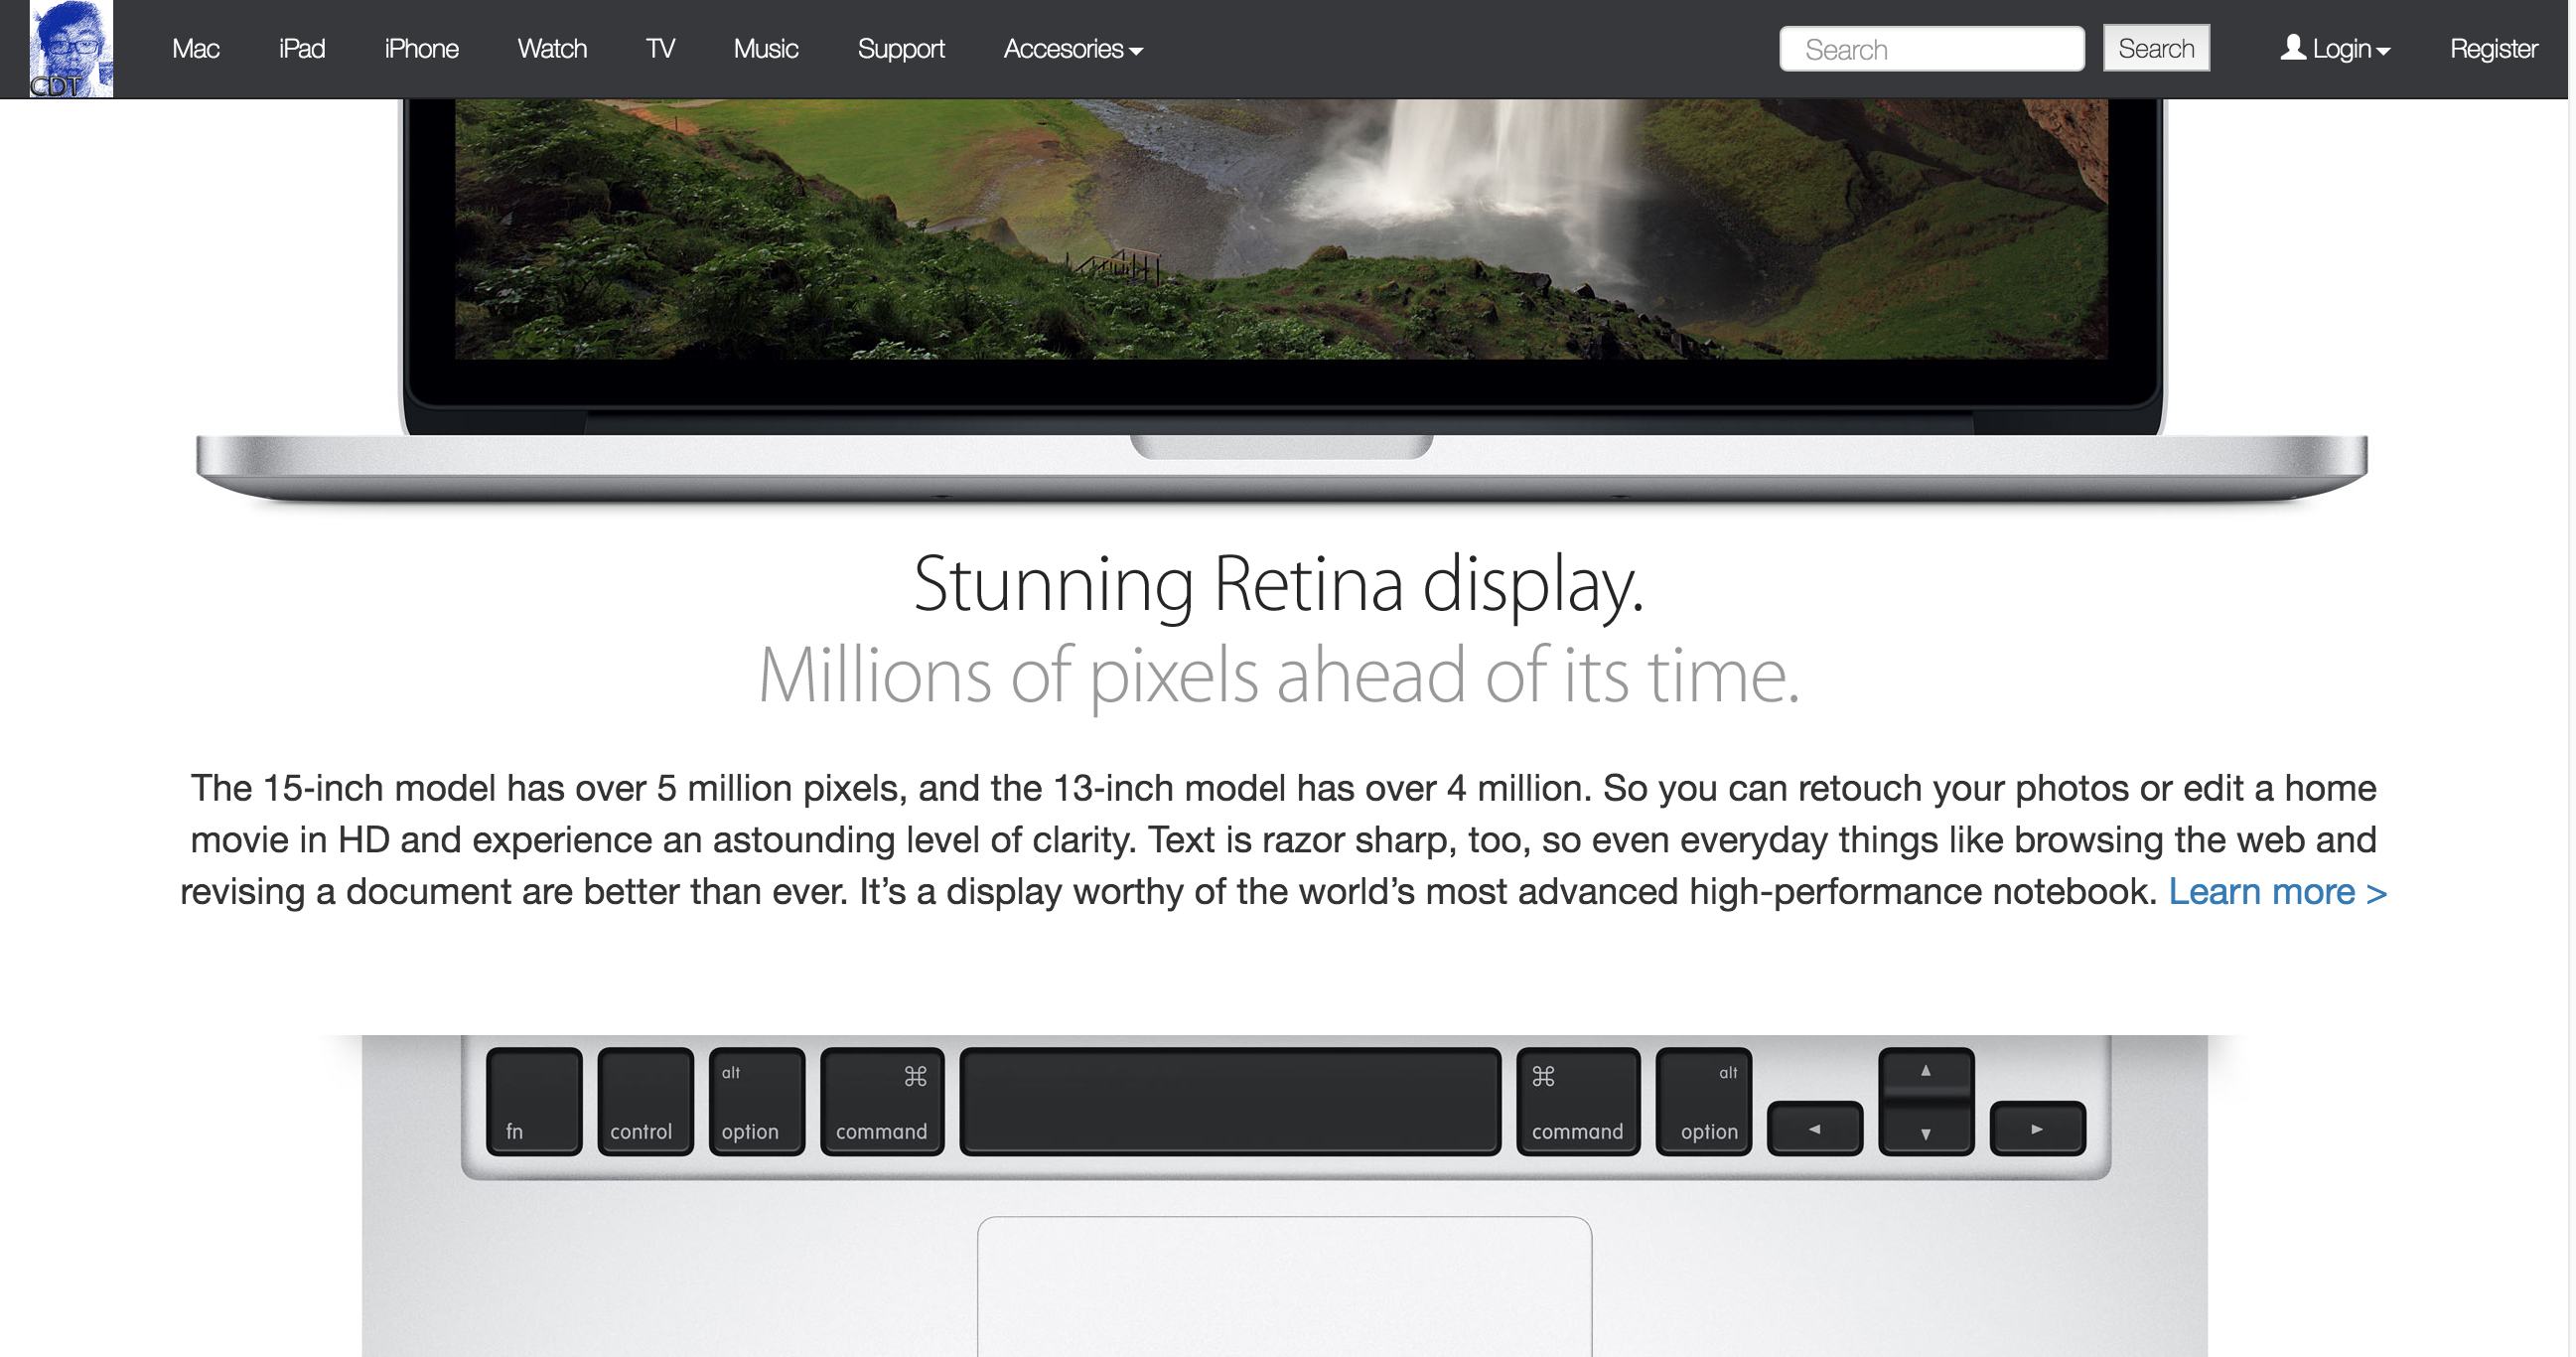 CDT
Mac iPad iPhone Watch TV Music Support Accesories Search Search Login Register
Stunning Retina display.
Millions of pixels ahead of its time.
The 15-inch model has over 5 million pixels, and the 13-inch model has over 4 million. So you can retouch your photos or edit a home
movie in HD and experience an astounding level of clarity. Text is razor sharp, too, so even everyday things like browsing the web and
revising a document are better than ever. It’s a display worthy of the world’s most advanced high-performance notebook. Learn more >
alt ⌘ ⌘ alt ▲
◄ ►
fn control option command command option ▼